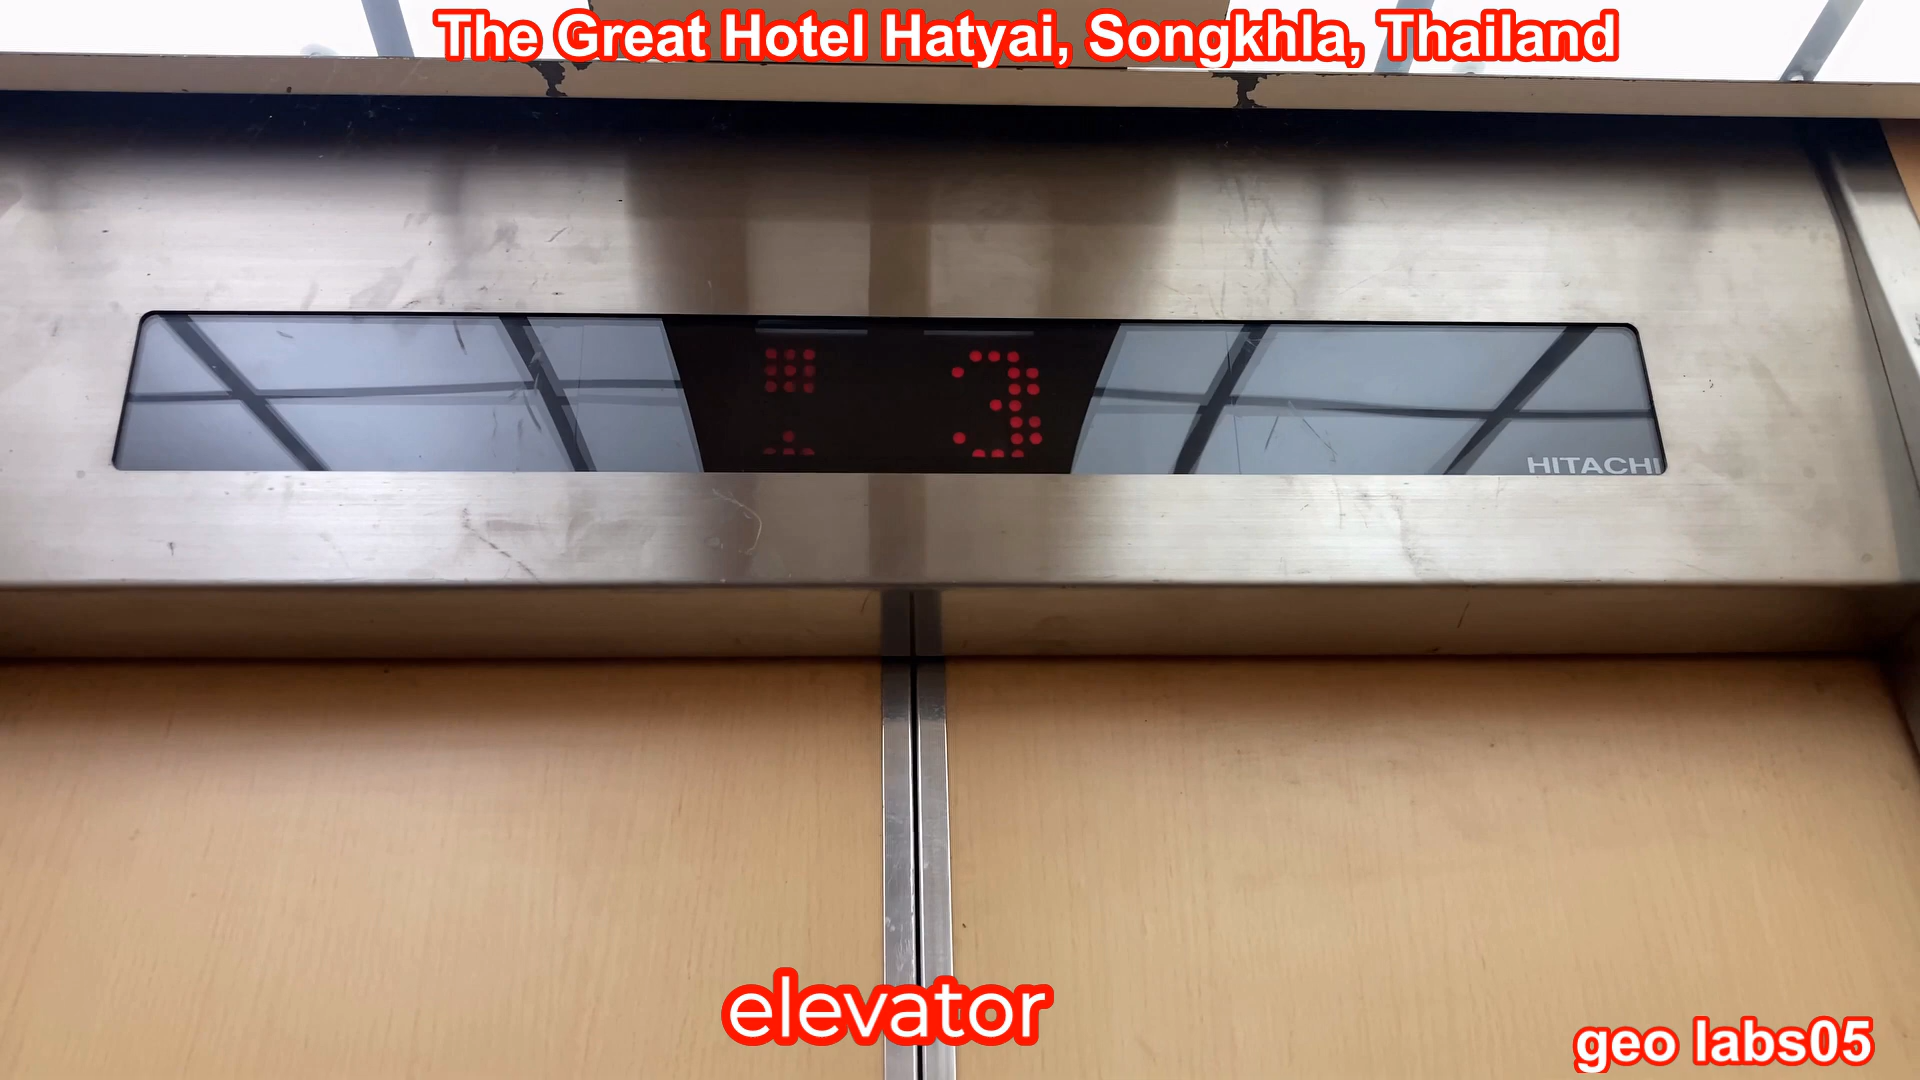 The Great Hotel Hatyai, Songkhla, Thailand
3
HITACHI
elevator
geo labs05